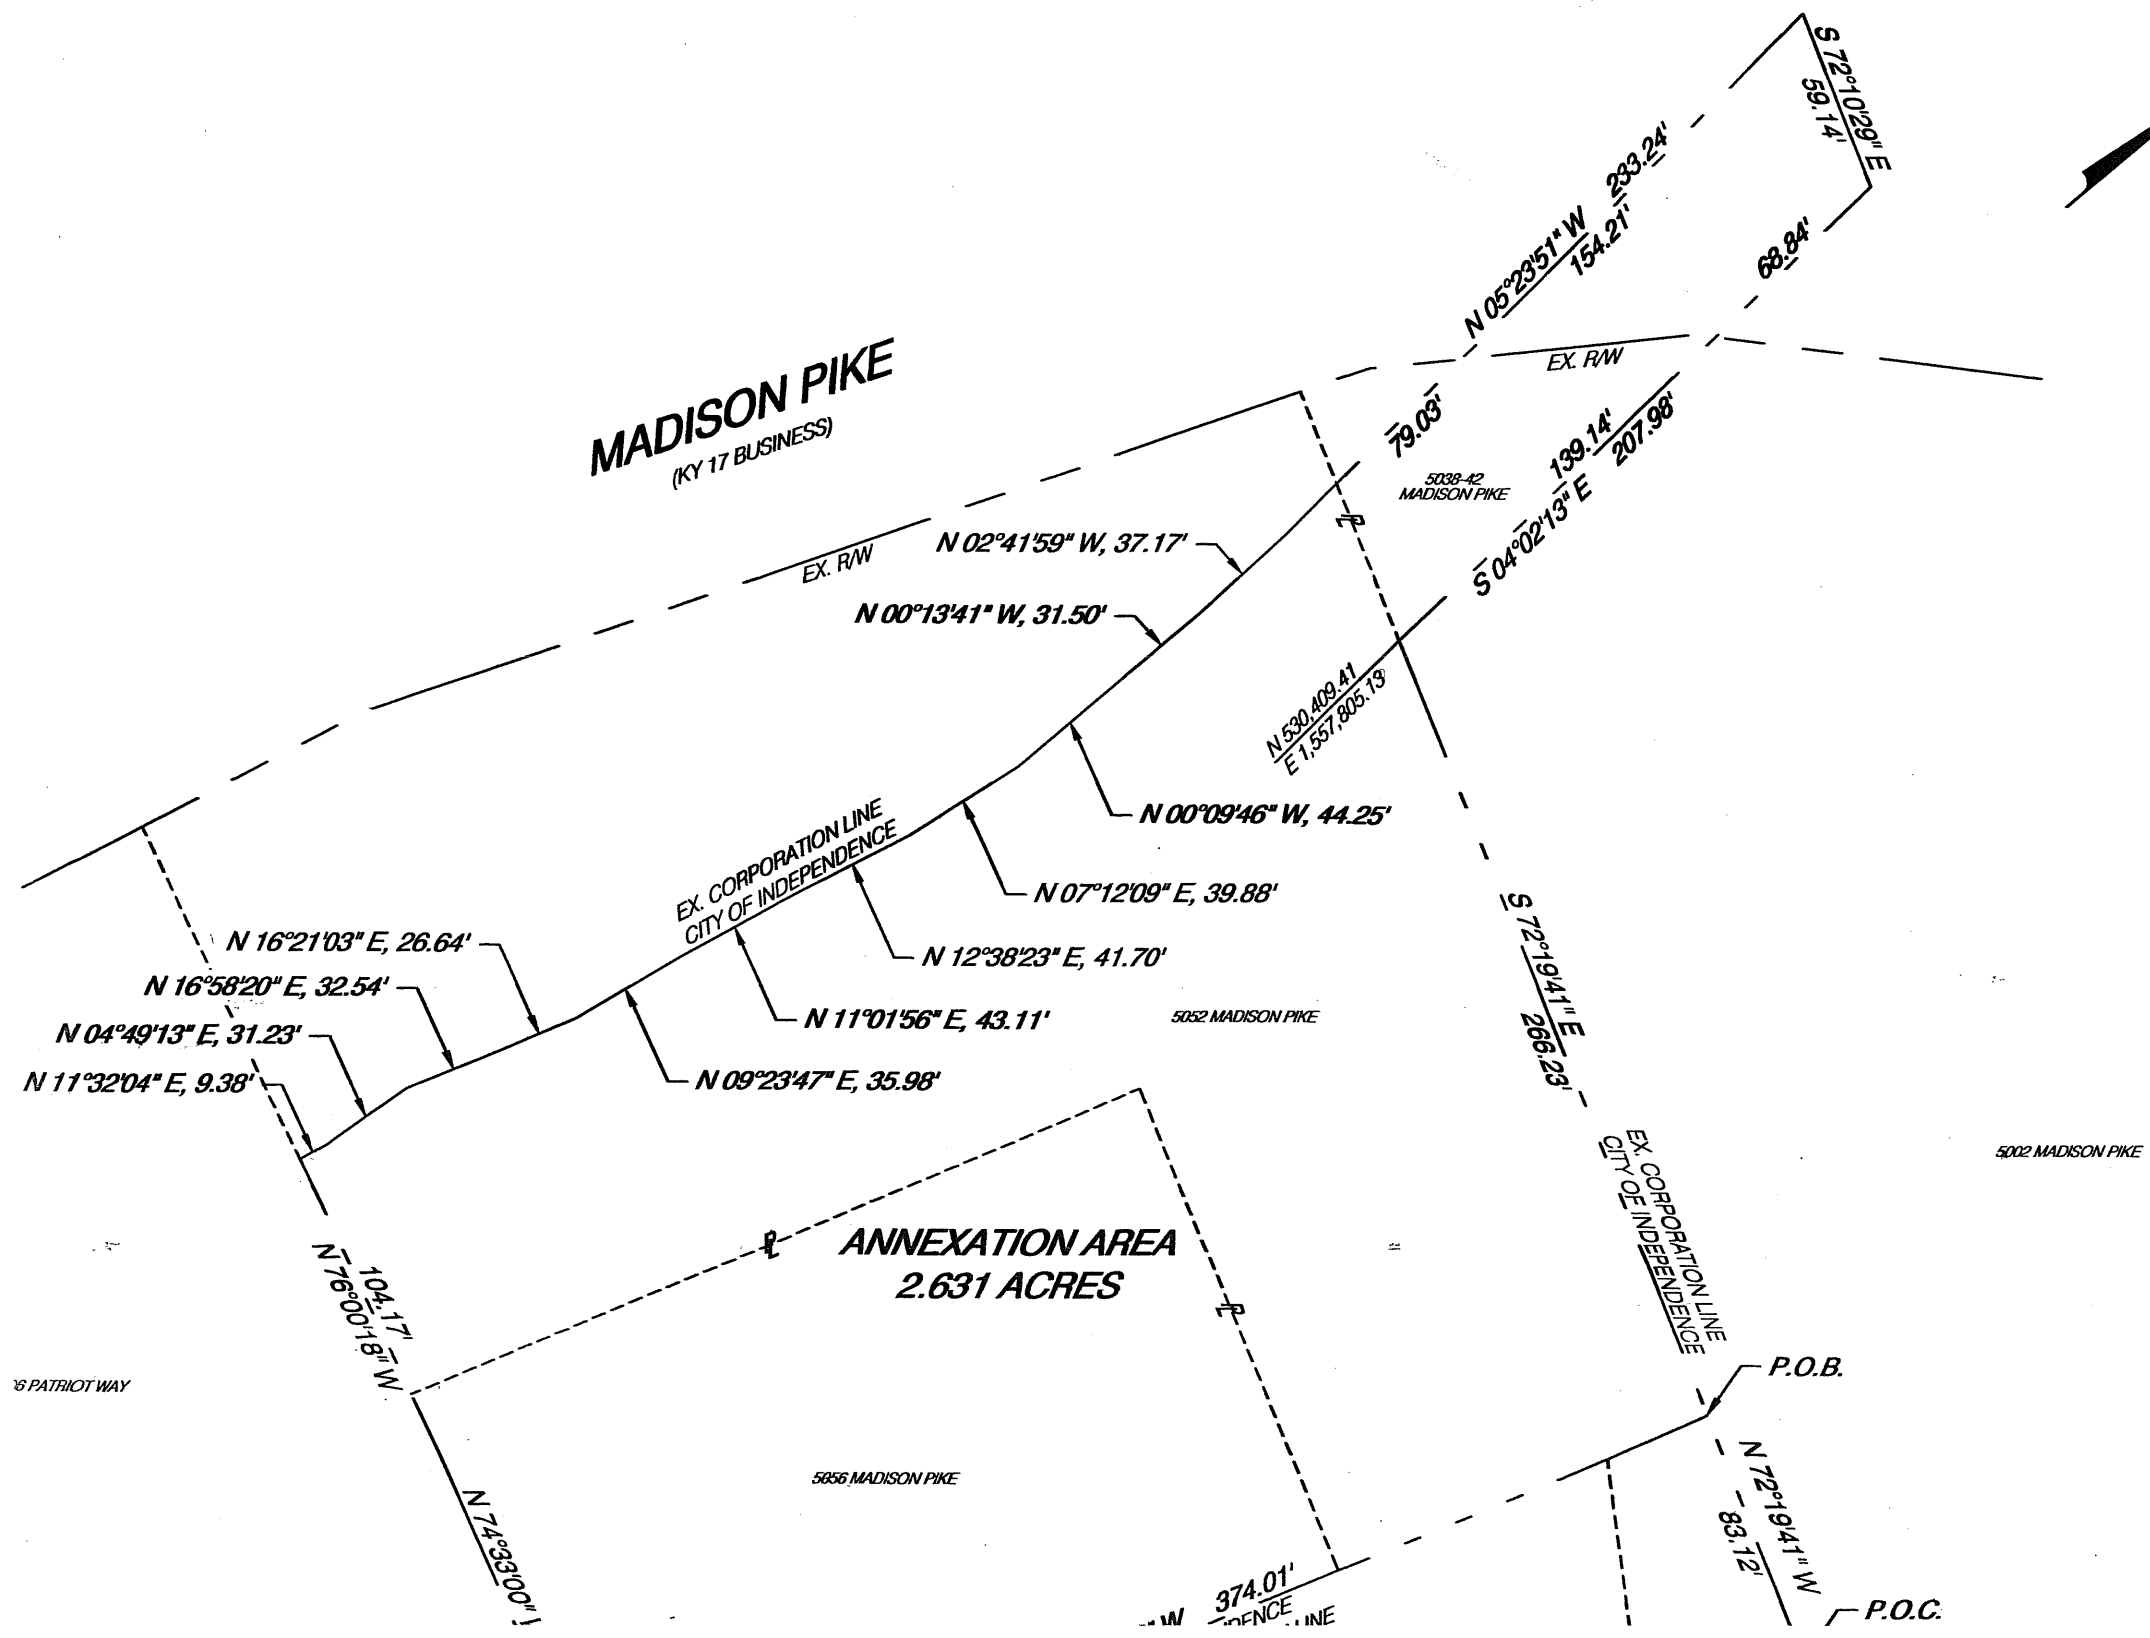 S 72°10'29" E
59.14'
233.24'
N 05°23'51" W
154.21'
68.84'
MADISON PIKE
(KY 17 BUSINESS)
EX. R/W
79.03'
139.14'
207.98'
S 04°02'13" E
5038-42
MADISON PIKE
EX. R/W
N 02°41'59" W, 37.17'
N 00°13'41" W, 31.50'
N 530,409.41
E 1,557,805.13
N 00°09'46" W, 44.25'
EX. CORPORATION LINE
CITY OF INDEPENDENCE
N 07°12'09" E, 39.88'
N 16°21'03" E, 26.64'
N 12°38'23" E, 41.70'
N 16°58'20" E, 32.54'
N 11°01'56" E, 43.11'
5052 MADISON PIKE
N 04°49'13" E, 31.23'
N 11°32'04" E, 9.38'
N 09°23'47" E, 35.98'
S 72°19'41" E
266.23'
EX. CORPORATION LINE
CITY OF INDEPENDENCE
5002 MADISON PIKE
ANNEXATION AREA
2.631 ACRES
104.17'
N 76°00'18" W
6 PATRIOT WAY
P.O.B.
5656 MADISON PIKE
N 74°33'00"
N 72°19'41" W
83.12'
374.01'
W
DENCE
LINE
P.O.C.